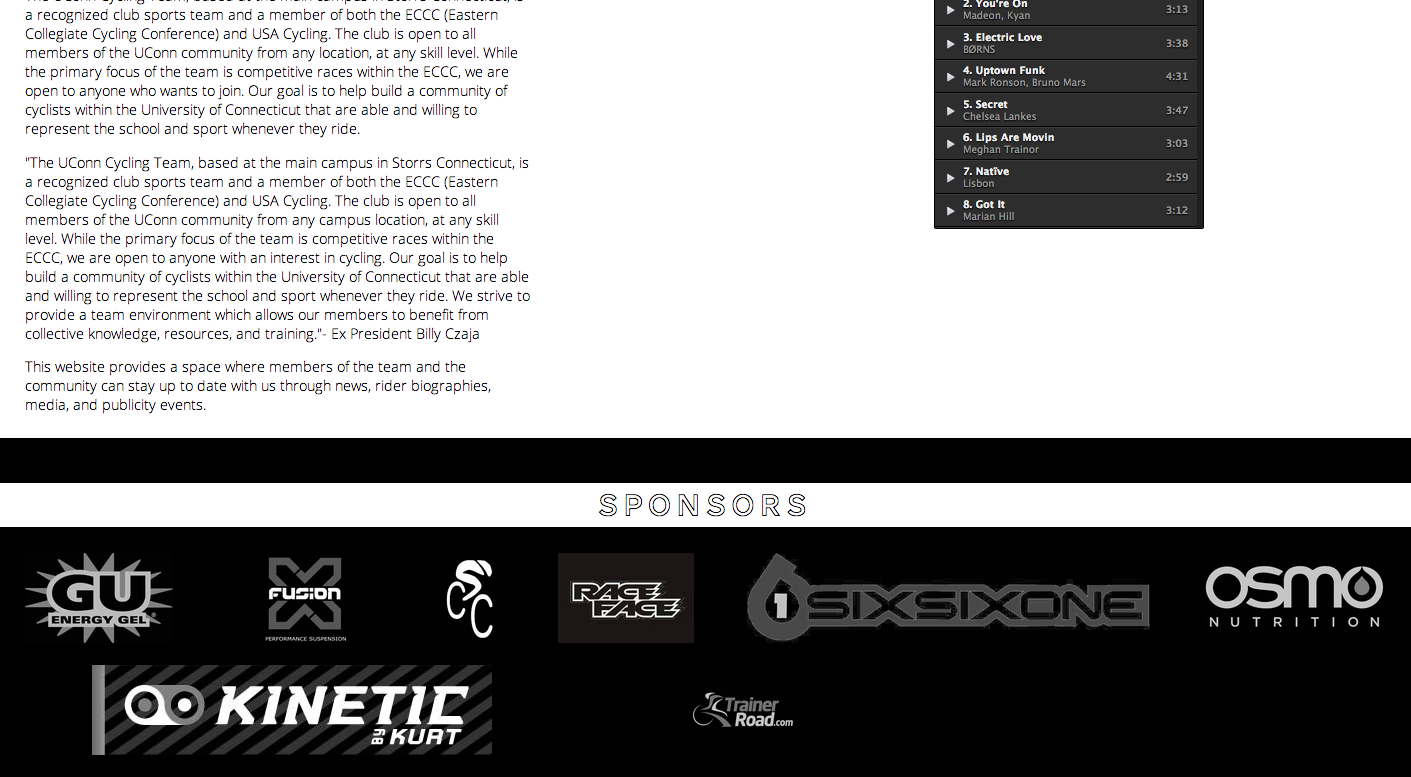 The UConn Cycling Team, based at the main campus in Storrs Connecticut, is
a recognized club sports team and a member of both the ECCC (Eastern
Collegiate Cycling Conference) and USA Cycling. The club is open to all
members of the UConn community from any location, at any skill level. While
the primary focus of the team is competitive races within the ECCC, we are
open to anyone who wants to join. Our goal is to help build a community of
cyclists within the University of Connecticut that are able and willing to
represent the school and sport whenever they ride.
"The UConn Cycling Team, based at the main campus in Storrs Connecticut, is
a recognized club sports team and a member of both the ECCC (Eastern
Collegiate Cycling Conference) and USA Cycling. The club is open to all
members of the UConn community from any campus location, at any skill
level. While the primary focus of the team is competitive races within the
ECCC, we are open to anyone with an interest in cycling. Our goal is to help
build a community of cyclists within the University of Connecticut that are able
and willing to represent the school and sport whenever they ride. We strive to
provide a team environment which allows our members to benefit from
collective knowledge, resources, and training."- Ex President Billy Czaja
This website provides a space where members of the team and the
community can stay up to date with us through news, rider biographies,
media, and publicity events.
2. You're On 3:13
Madeon, Kyan
3. Electric Love 3:38
BØRNS
4. Uptown Funk 4:31
Mark Ronson, Bruno Mars
5. Secret 3:47
Chelsea Lankes
6. Lips Are Movin 3:03
Meghan Trainor
7. Natïve 2:59
Lisbon
8. Got It 3:12
Marian Hill
SPONSORS
GU
ENERGY GEL
FUSION
PERFORMANCE SUSPENSION
RACE
FACE
61 SIXSIXONE
OSMO
NUTRITION
KINETIC
BY KURT
Trainer
Road.com